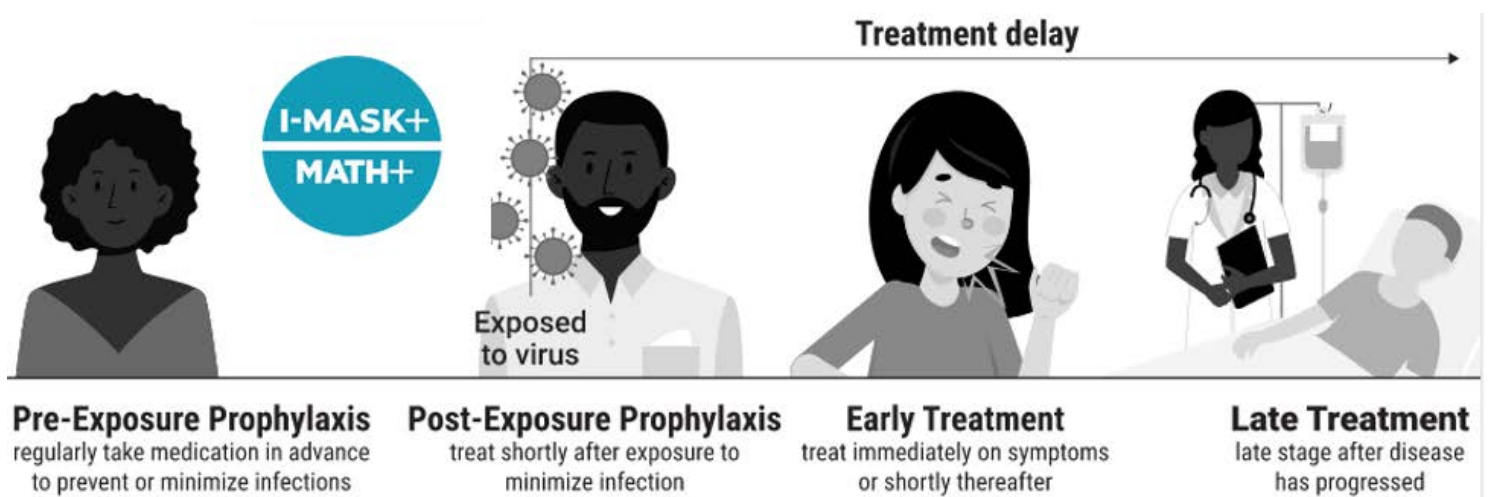 Treatment delay
I-MASK+
MATH+
Exposed
to virus
Pre-Exposure Prophylaxis
regularly take medication in advance
to prevent or minimize infections
Post-Exposure Prophylaxis
treat shortly after exposure to
minimize infection
Early Treatment
treat immediately on symptoms
or shortly thereafter
Late Treatment
late stage after disease
has progressed